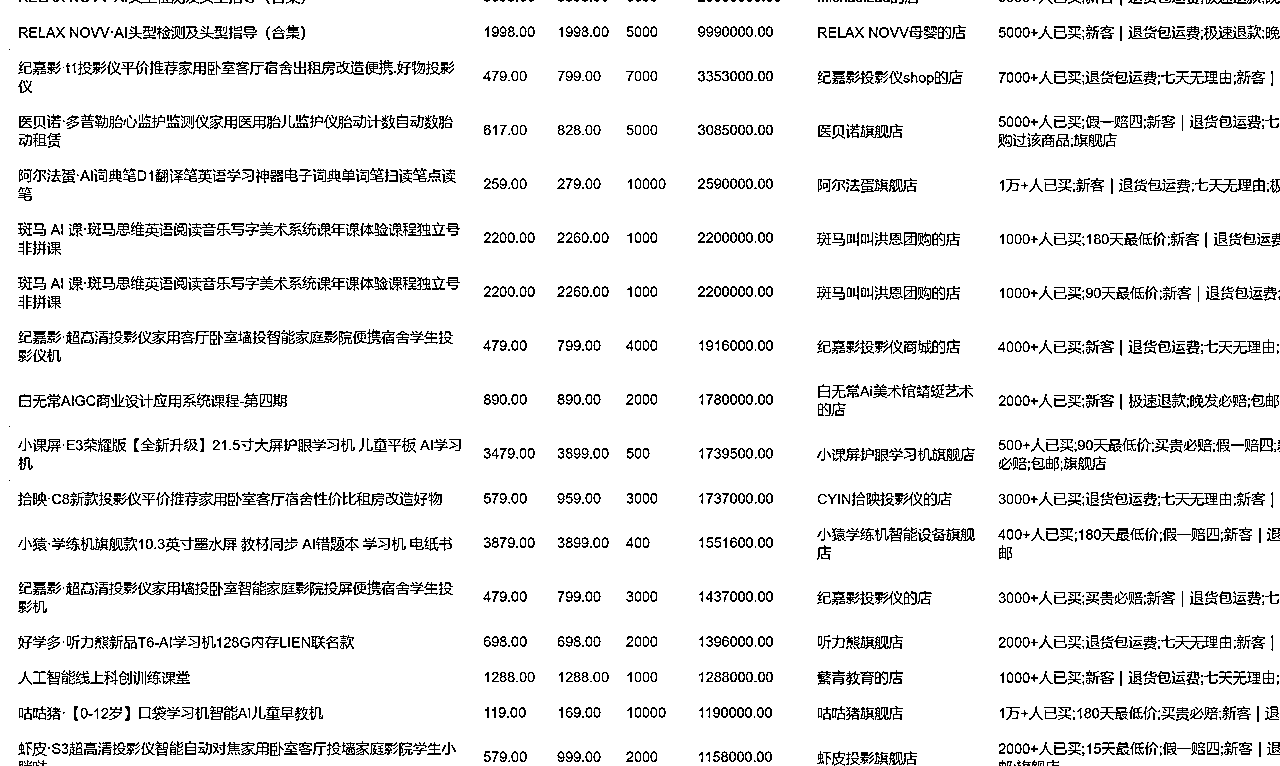 RELAX NOVV·AI头型检测及头型指导（合集） 1998.00 1998.00 5000 9990000.00 RELAX NOVV母婴的店 5000+人已买;新客 | 退货包运费;极速退款;晚
纪嘉影·t1投影仪平价推荐家用卧室客厅宿舍出租房改造便携.好物投影
仪 479.00 799.00 7000 3353000.00 纪嘉影投影仪shop的店 7000+人已买;退货包运费;七天无理由;新客 ]
医贝诺·多普勒胎心监护监测仪家用医用胎儿监护仪胎动计数自动数胎
动租赁 617.00 828.00 5000 3085000.00 医贝诺旗舰店 5000+人已买;假一赔四;新客 | 退货包运费;七
购过该商品;旗舰店
阿尔法蛋·AI词典笔D1翻译笔英语学习神器电子词典单词笔扫读笔点读
笔 259.00 279.00 10000 2590000.00 阿尔法蛋旗舰店 1万+人已买;新客 | 退货包运费;七天无理由;极
斑马 AI 课·斑马思维英语阅读音乐写字美术系统课年课体验课程独立号
非拼课 2200.00 2260.00 1000 2200000.00 斑马叫叫洪恩团购的店 1000+人已买;180天最低价;新客 | 退货包运费
斑马 AI 课·斑马思维英语阅读音乐写字美术系统课年课体验课程独立号
非拼课 2200.00 2260.00 1000 2200000.00 斑马叫叫洪恩团购的店 1000+人已买;90天最低价;新客 | 退货包运费;
纪嘉影·超高清投影仪家用客厅卧室墙投智能家庭影院便携宿舍学生投
影仪机 479.00 799.00 4000 1916000.00 纪嘉影投影仪商城的店 4000+人已买;新客 | 退货包运费;七天无理由;
白无常AIGC商业设计应用系统课程-第四期 890.00 890.00 2000 1780000.00 白无常Ai美术馆蜻蜓艺术
的店 2000+人已买;新客 | 极速退款;晚发必赔;包邮
小课屏·E3荣耀版【全新升级】21.5寸大屏护眼学习机 儿童平板 AI学习
机 3479.00 3899.00 500 1739500.00 小课屏护眼学习机旗舰店 500+人已买;90天最低价;买贵必赔;假一赔四;
必赔;包邮;旗舰店
拾映·C8新款投影仪平价推荐家用卧室客厅宿舍性价比租房改造好物 579.00 959.00 3000 1737000.00 CYIN拾映投影仪的店 3000+人已买;退货包运费;七天无理由;新客 ]
小猿·学练机旗舰款10.3英寸墨水屏 教材同步 AI错题本 学习机 电纸书 3879.00 3899.00 400 1551600.00 小猿学练机智能设备旗舰
店 400+人已买;180天最低价;假一赔四;新客 | 退
邮
纪嘉影·超高清投影仪家用墙投卧室智能家庭影院投屏便携宿舍学生投
影机 479.00 799.00 3000 1437000.00 纪嘉影投影仪的店 3000+人已买;买贵必赔;新客 | 退货包运费;七
好学多·听力熊新品T6-AI学习机128G内存LIEN联名款 698.00 698.00 2000 1396000.00 听力熊旗舰店 2000+人已买;退货包运费;七天无理由;新客 ]
人工智能线上科创训练课堂 1288.00 1288.00 1000 1288000.00 繁青教育的店 1000+人已买;新客 | 退货包运费;七天无理由;
咕咕猪·【0-12岁】口袋学习机智能AI儿童早教机 119.00 169.00 10000 1190000.00 咕咕猪旗舰店 1万+人已买;180天最低价;买贵必赔;新客 | 退
虾皮·S3超高清投影仪智能自动对焦家用卧室客厅投墙家庭影院学生小 579.00 999.00 2000 1158000.00 虾皮投影旗舰店 2000+人已买;15天最低价;假一赔四;新客 | 退